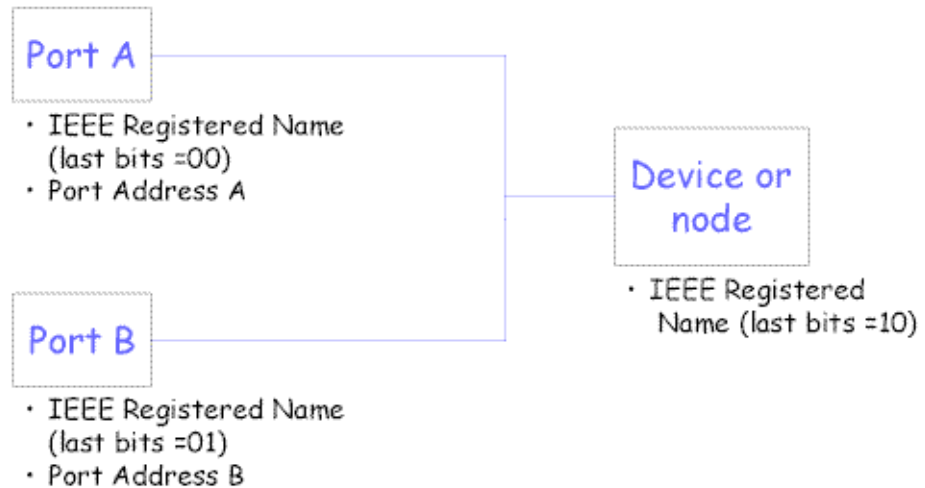 Port A
· IEEE Registered Name
(last bits =00)
· Port Address A
Device or
node
· IEEE Registered
Name (last bits =10)
Port B
· IEEE Registered Name
(last bits =01)
· Port Address B